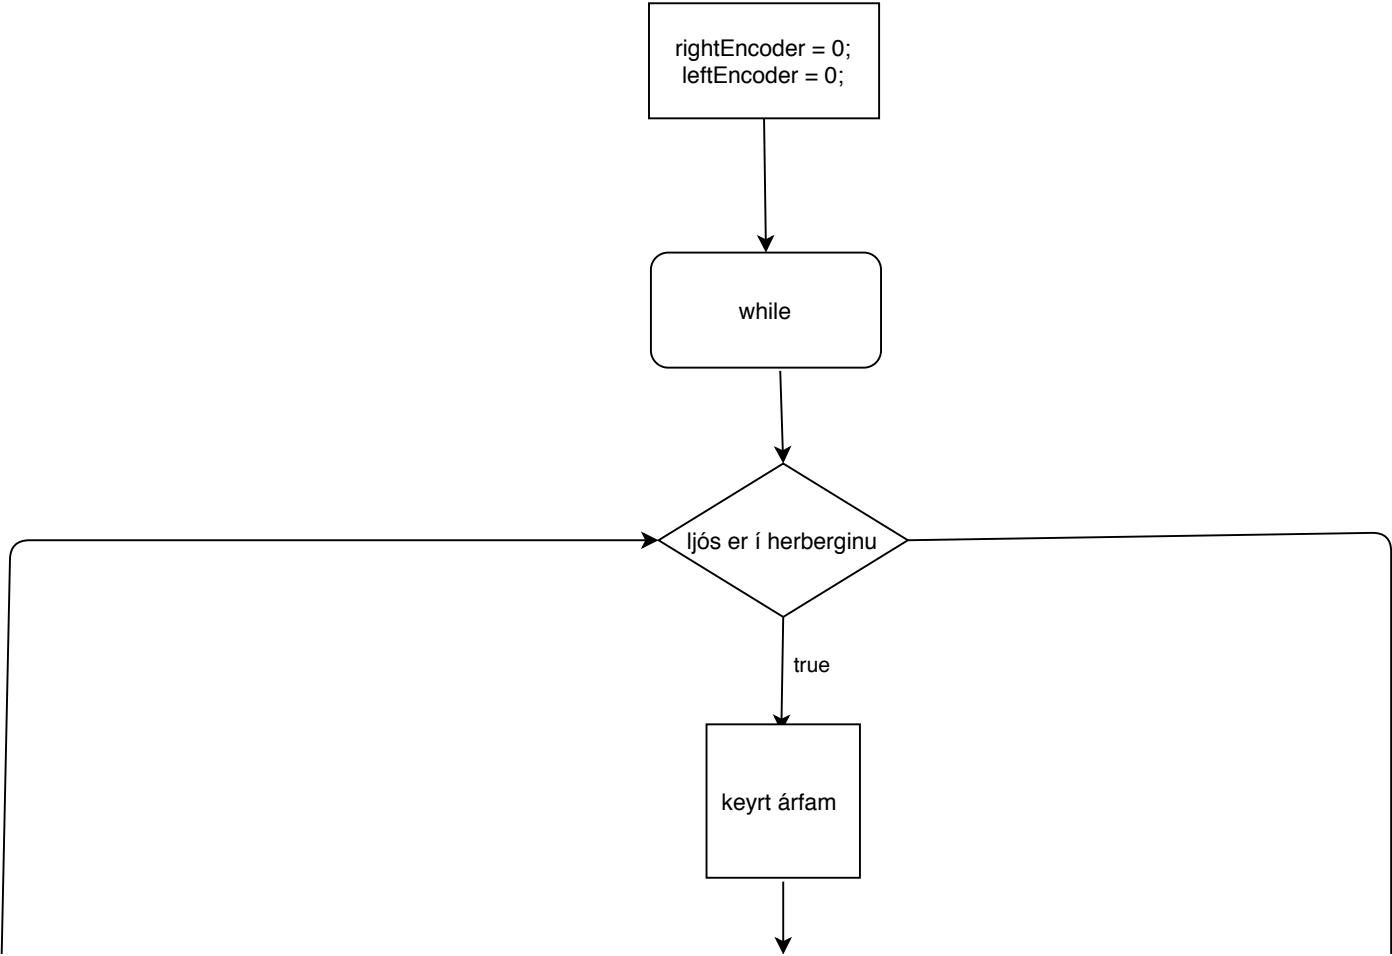 rightEncoder = 0;
leftEncoder = 0;
while
ljós er í herberginu
true
keyrt árfam